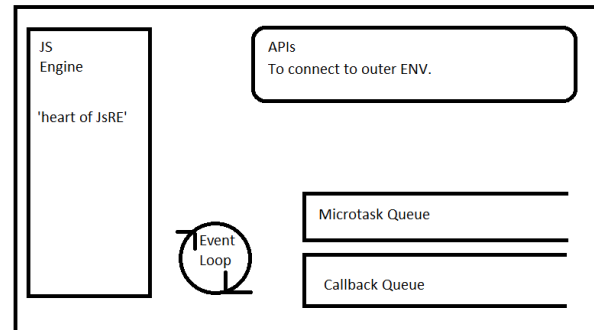 JS
Engine
'heart of JsRE'
APIs
To connect to outer ENV.
Event
Loop
Microtask Queue
Callback Queue